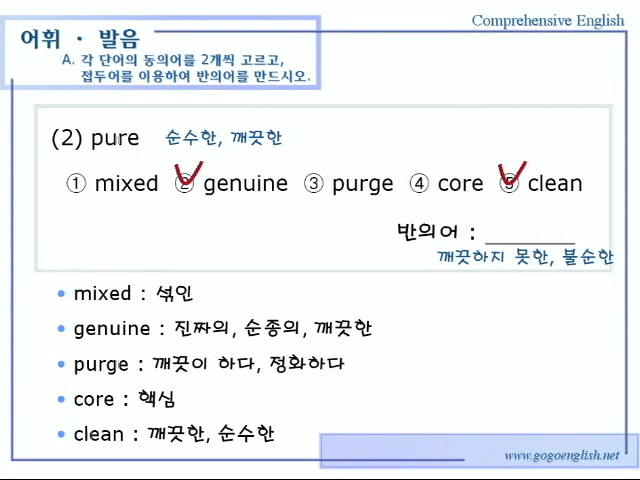 Comprehensive English
어휘 · 발음
A. 각 단어의 동의어를 2개씩 고르고,
접두어를 이용하여 반의어를 만드시오.
(2) pure 순수한, 깨끗한
① mixed ② genuine ③ purge ④ core ⑤ clean
반의어 : ________
깨끗하지 못한, 불순한
• mixed : 섞인
• genuine : 진짜의, 순종의, 깨끗한
• purge : 깨끗이 하다, 정화하다
• core : 핵심
• clean : 깨끗한, 순수한
www.gogoenglish.net